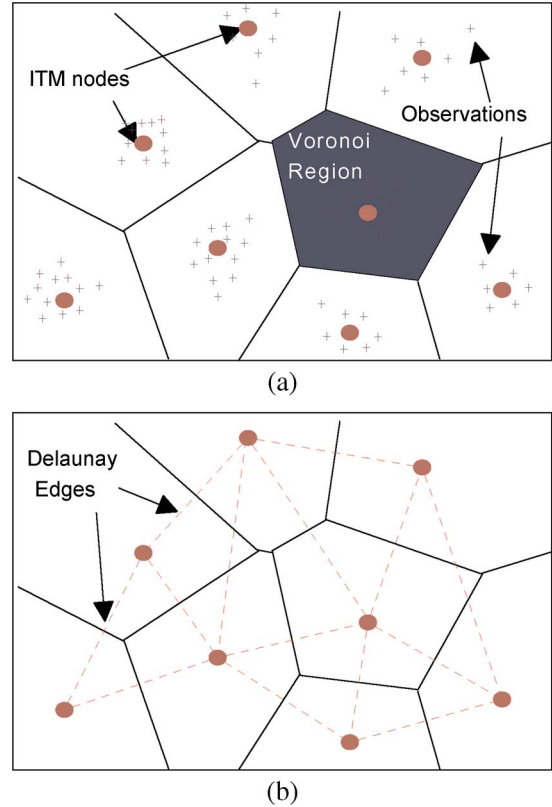 ITM nodes
Observations
Voronoi
Region
(a)
Delaunay
Edges
(b)